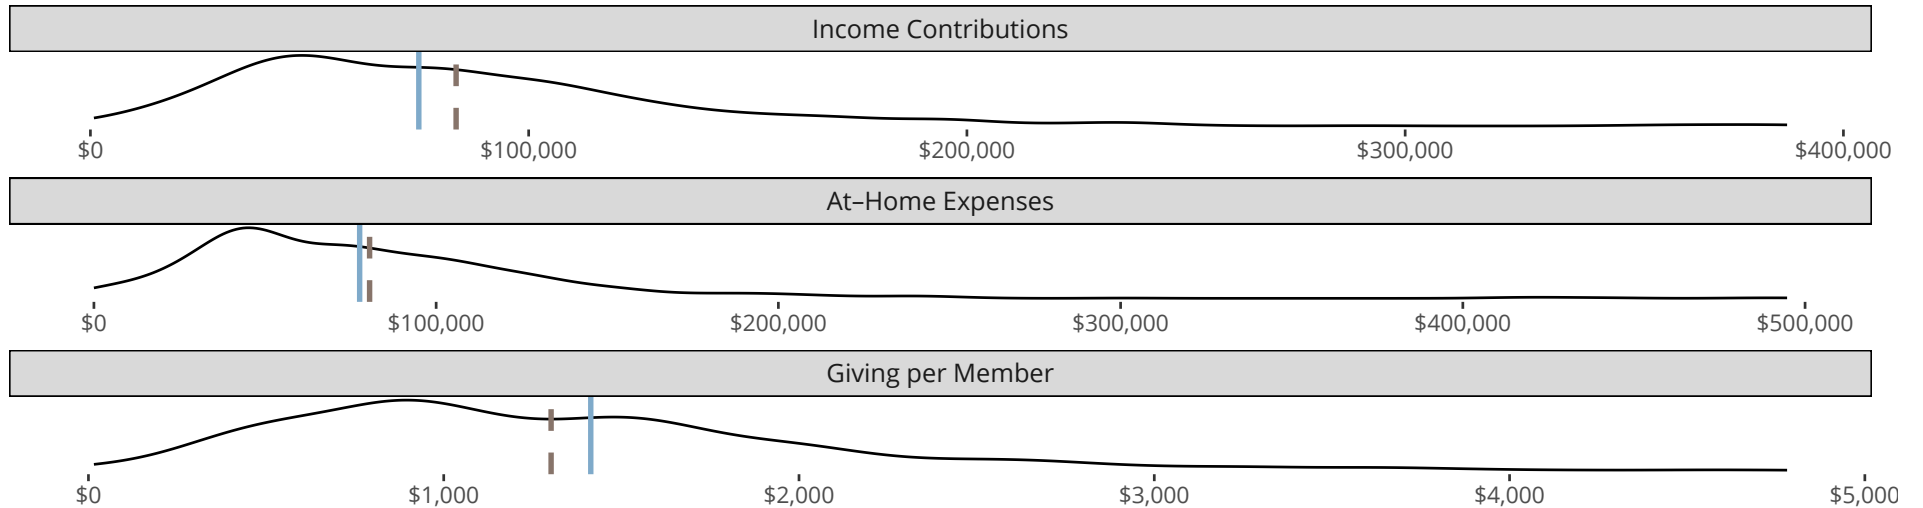 Income Contributions
$0 $100,000 $200,000 $300,000 $400,000
At–Home Expenses
$0 $100,000 $200,000 $300,000 $400,000 $500,000
Giving per Member
$0 $1,000 $2,000 $3,000 $4,000 $5,000